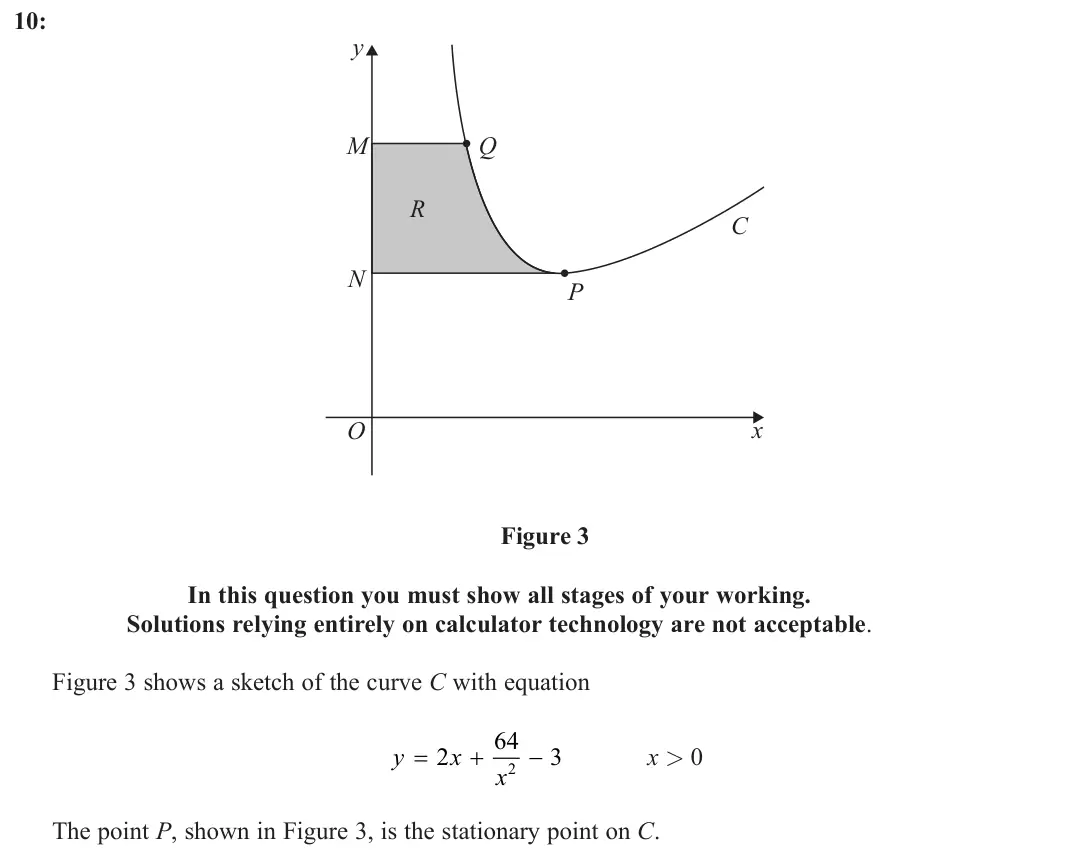 10:
y
M
Q
R
C
N
P
O
x
Figure 3
In this question you must show all stages of your working.
Solutions relying entirely on calculator technology are not acceptable.
Figure 3 shows a sketch of the curve C with equation
y = 2x + 64/x² − 3 x > 0
The point P, shown in Figure 3, is the stationary point on C.